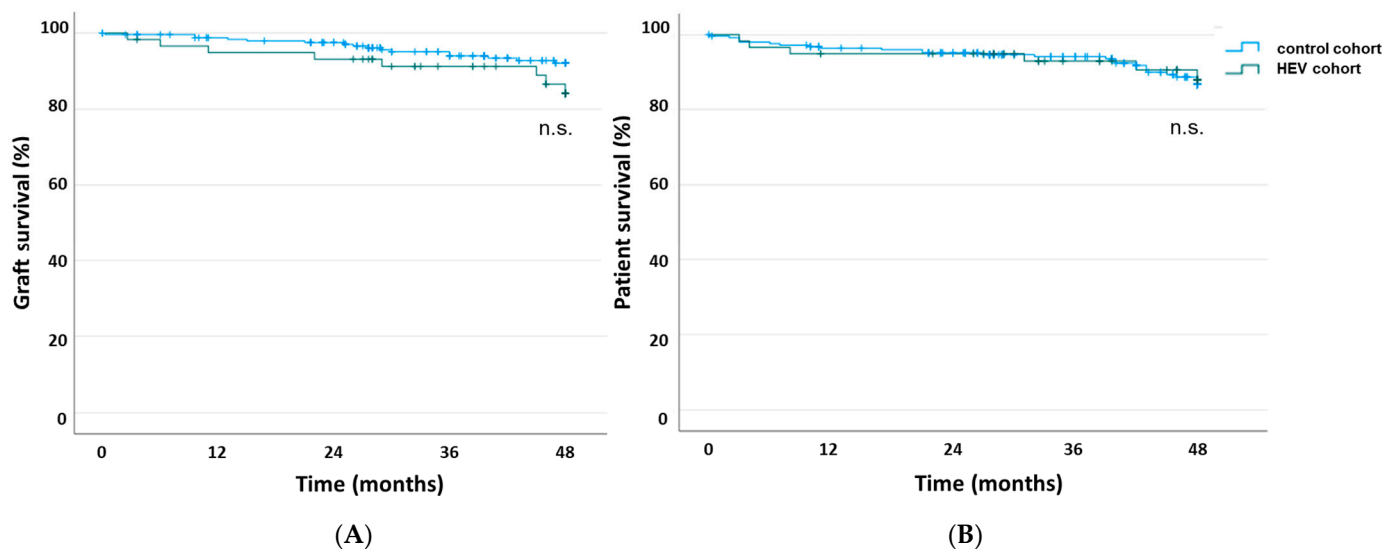 Graft survival (%)
100
80
60
40
20
0
n.s.
0 12 24 36 48
Time (months)
(A)
Patient survival (%)
100
80
60
40
20
0
n.s.
0 12 24 36 48
Time (months)
(B)
control cohort
HEV cohort